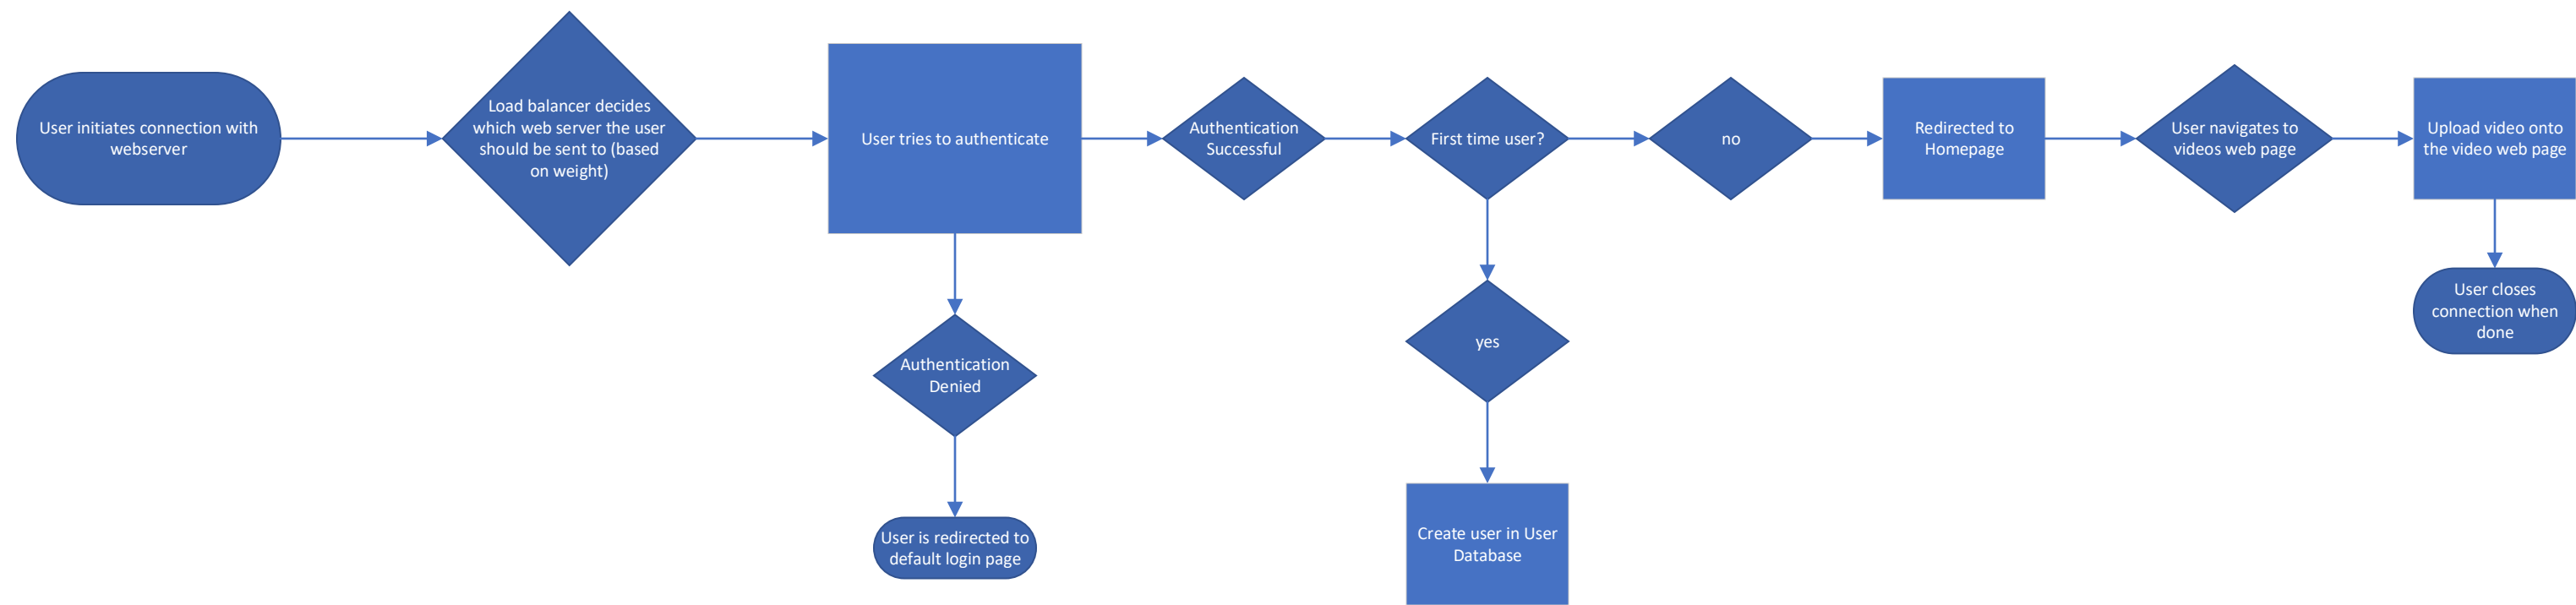 User initiates connection with
webserver
Load balancer decides
which web server the user
should be sent to (based
on weight)
User tries to authenticate
Authentication
Successful
First time user?
no
Redirected to
Homepage
User navigates to
videos web page
Upload video onto
the video web page
User closes
connection when
done
Authentication
Denied
yes
User is redirected to
default login page
Create user in User
Database